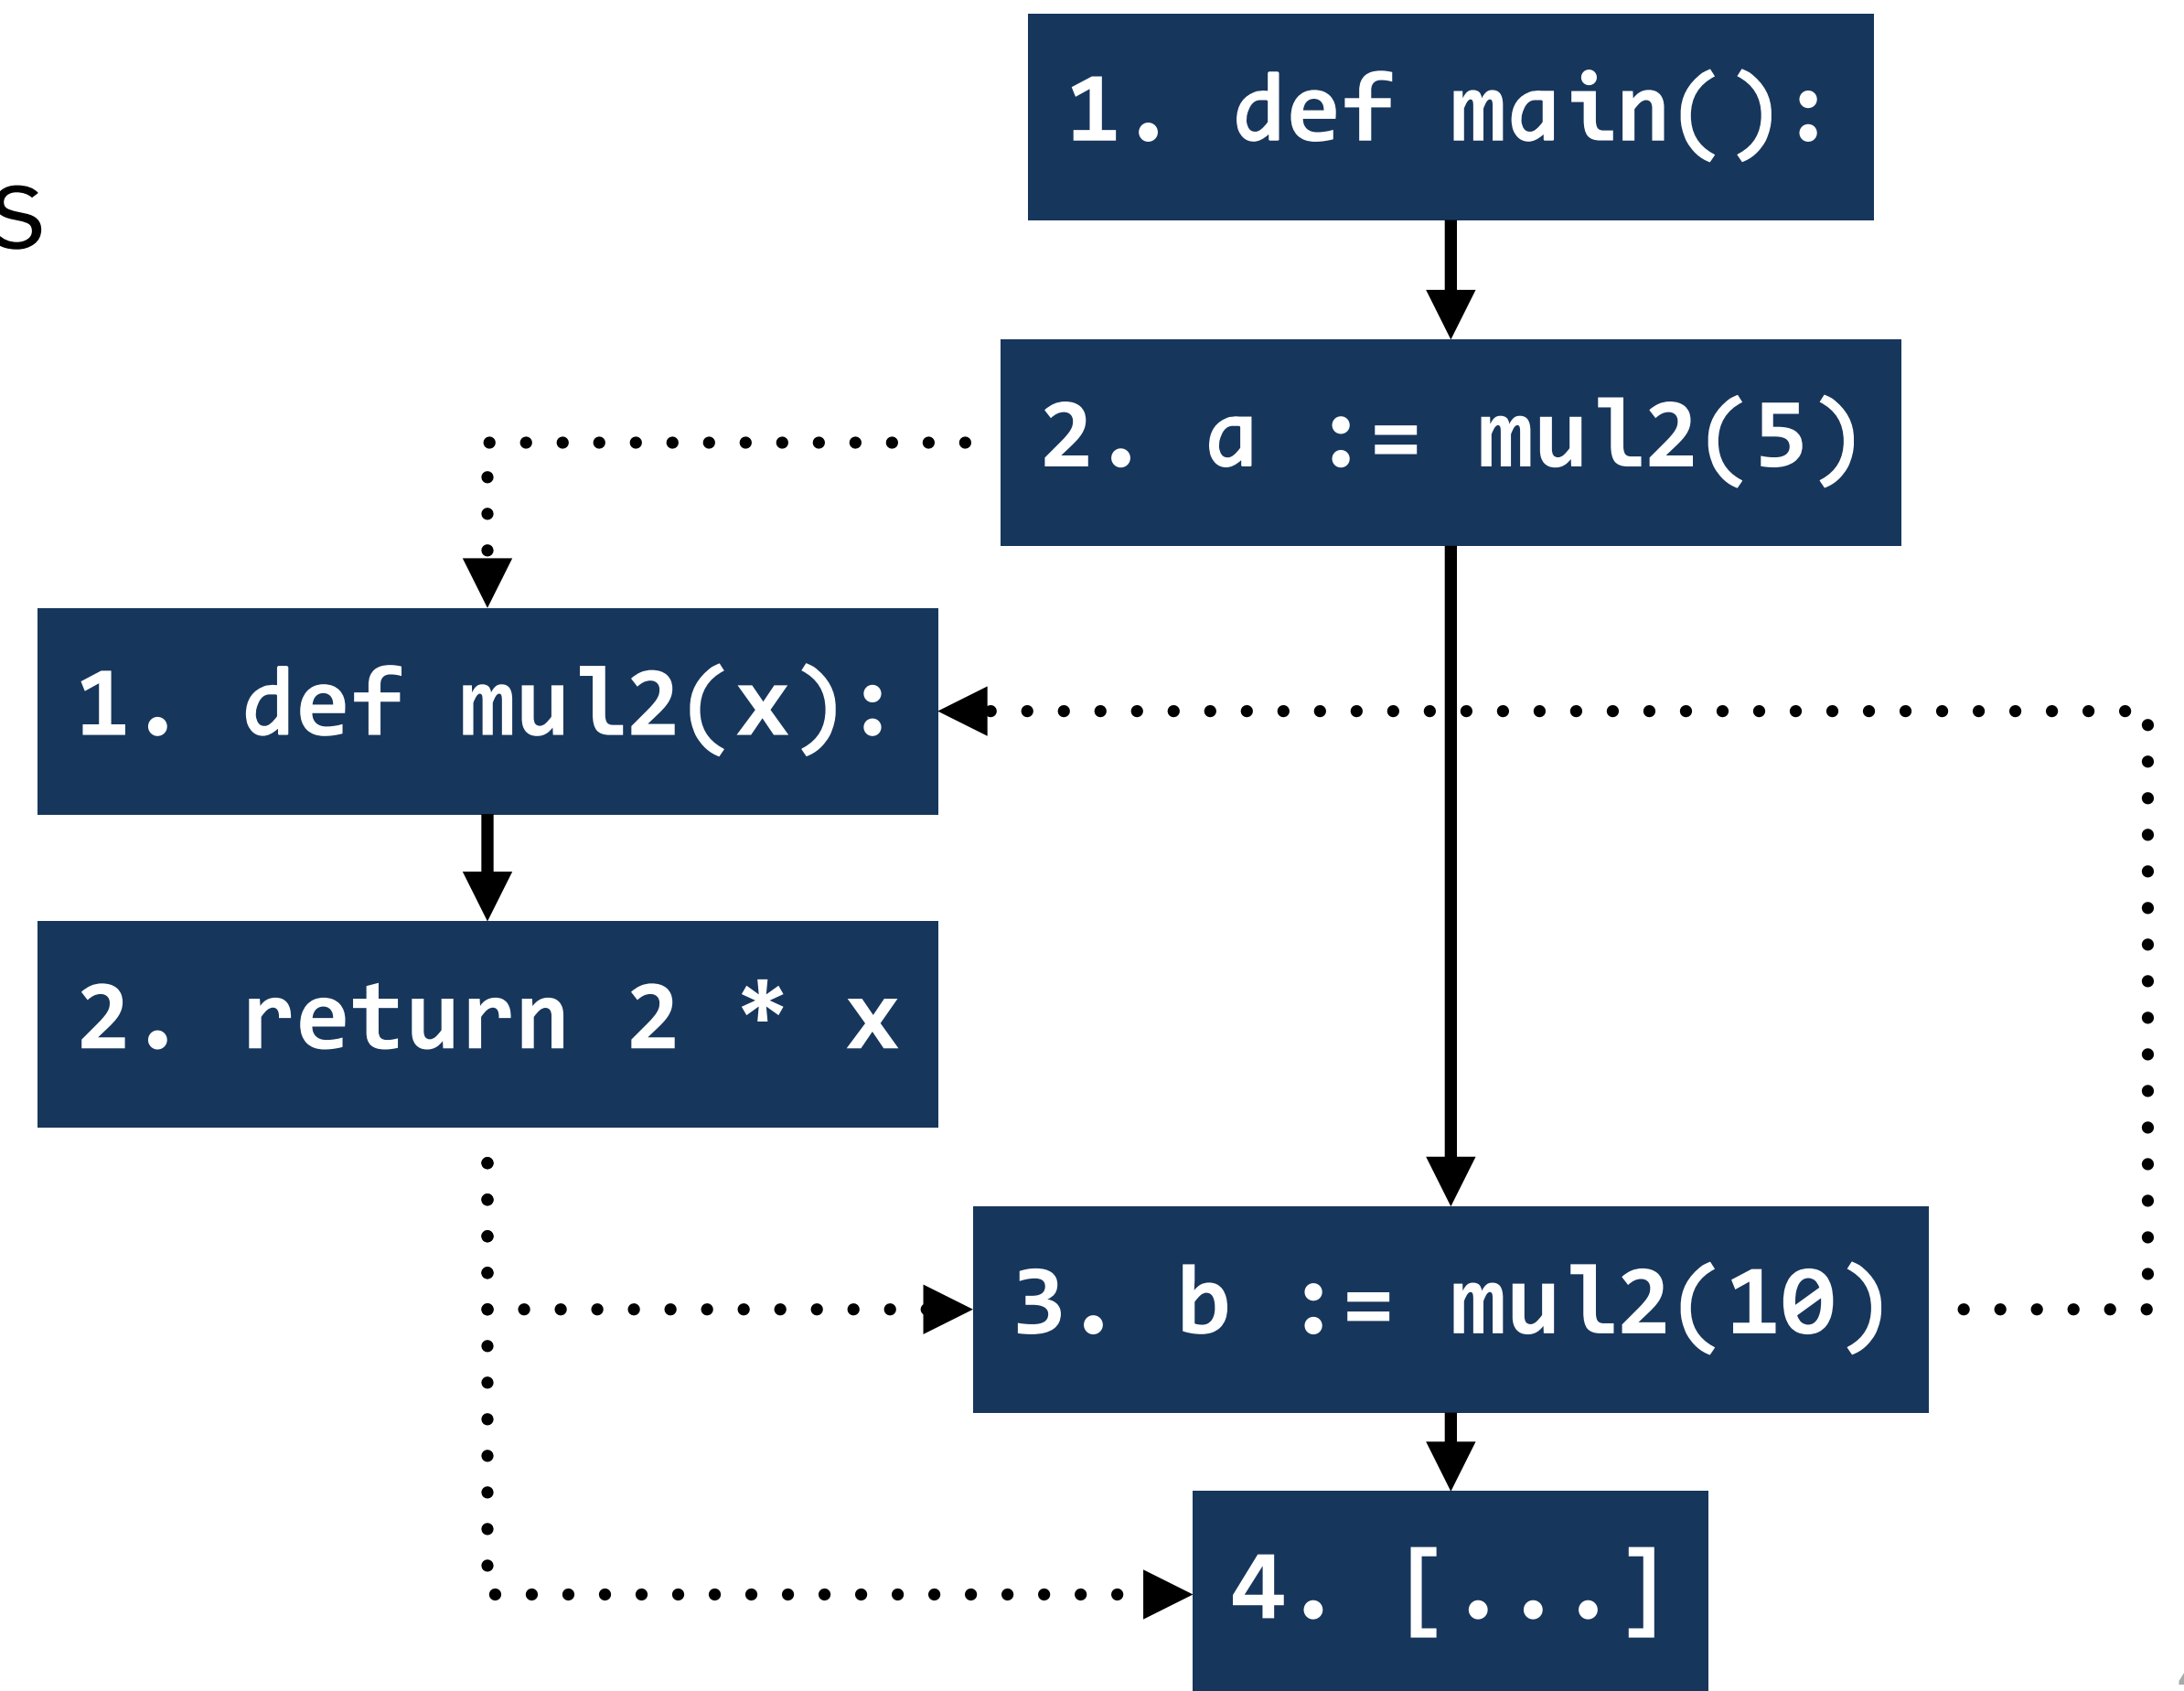 s
1. def main():
2. a := mul2(5)
1. def mul2(x):
2. return 2 * x
3. b := mul2(10)
4. [...]